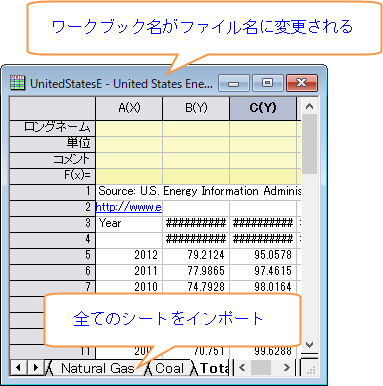 ワークブック名がファイル名に変更される
UnitedStatesE - United States Ene...
A(X) B(Y) C(Y)
ロングネーム
単位
コメント
F(x)=
1 Source: U.S. Energy Information Adminis
2 http://www.e
3 Year ########## ##########
4 ########## ##########
5 2012 79.2124 95.0578
6 2011 77.9865 97.4615
7 2010 74.7928 98.0164
全てのシートをインポート
11 70.751 99.6288
Natural Gas Coal Tota